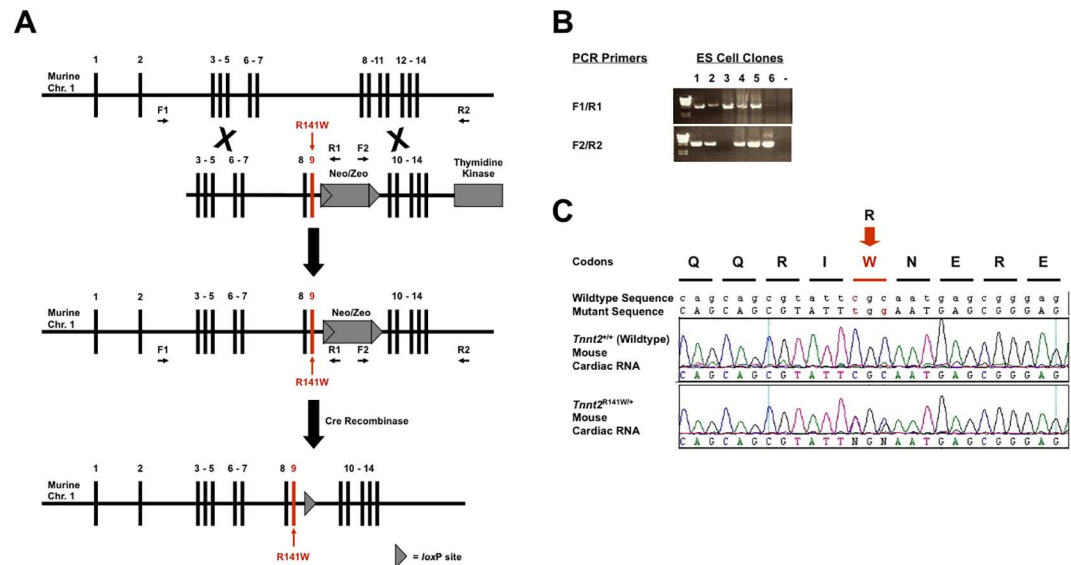 A
1 2 3 - 5 6 - 7 8 -11 12 - 14
Murine
Chr. 1
F1 R2
R141W
X X
R1 F2
3 - 5 6 - 7 8 9 Neo/Zeo 10 - 14 Thymidine
Kinase
1 2 3 - 5 6 - 7 8 9 Neo/Zeo 10 - 14
Murine
Chr. 1
F1 R1 F2 R2
R141W
Cre Recombinase
1 2 3 - 5 6 - 7 8 9 10 - 14
Murine
Chr. 1
R141W
= loxP site
B
PCR Primers ES Cell Clones
1 2 3 4 5 6 -
F1/R1
F2/R2
C
R
Codons Q Q R I W N E R E
Wildtype Sequence c a g c a g c g t a t t c g c a a t g a g c g g g a g
Mutant Sequence C A G C A G C G T A T T t g g A A T G A G C G G G A G
Tnnt2+/+ (Wildtype)
Mouse
Cardiac RNA
C A G C A G C G T A T T C G C A A T G A G C G G G A G
Tnnt2R141W/+
Mouse
Cardiac RNA
C A G C A G C G T A T T N G N A A T G A G C G G G A G